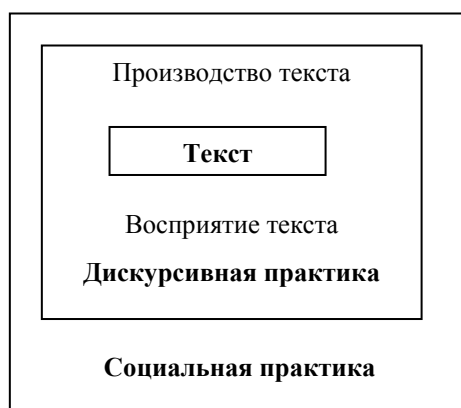 Производство текста
Текст
Восприятие текста
Дискурсивная практика
Социальная практика